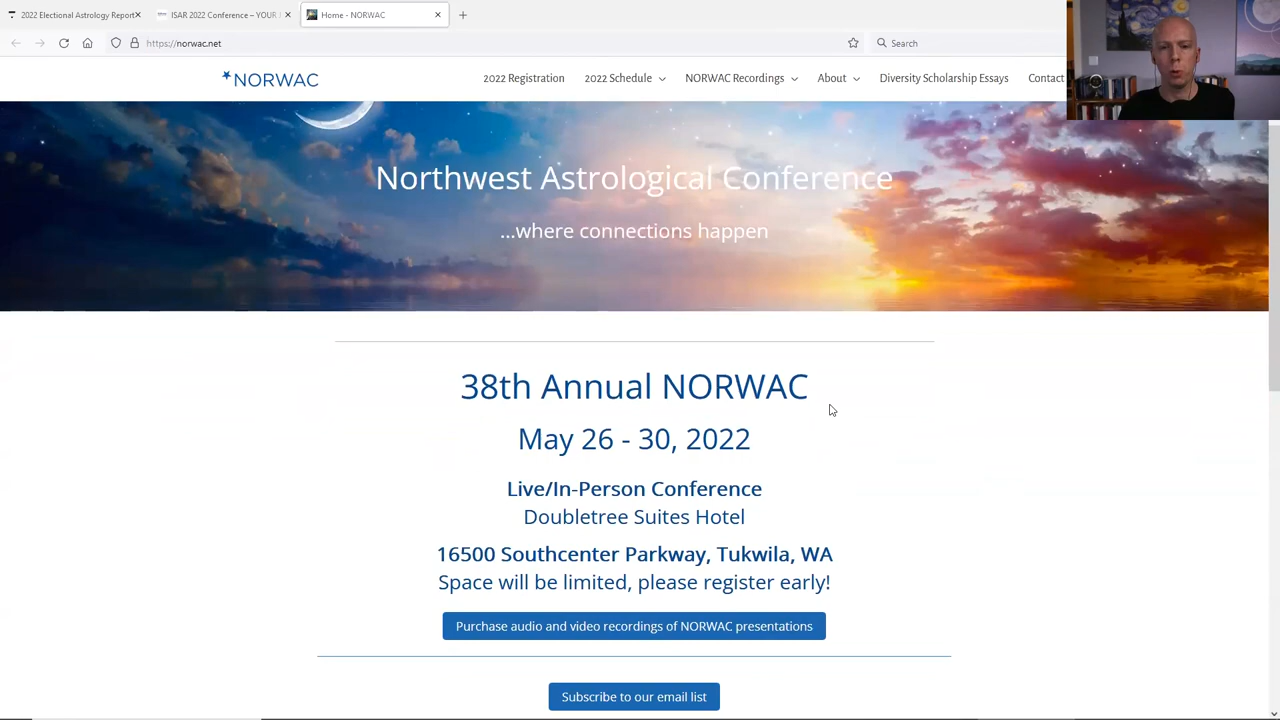 2022 Electional Astrology Report
ISAR 2022 Conference – YOUR J
Home - NORWAC
https://norwac.net
Search
NORWAC
2022 Registration
2022 Schedule
NORWAC Recordings
About
Diversity Scholarship Essays
Contact
Northwest Astrological Conference
...where connections happen
38th Annual NORWAC
May 26 - 30, 2022
Live/In-Person Conference
Doubletree Suites Hotel
16500 Southcenter Parkway, Tukwila, WA
Space will be limited, please register early!
Purchase audio and video recordings of NORWAC presentations
Subscribe to our email list